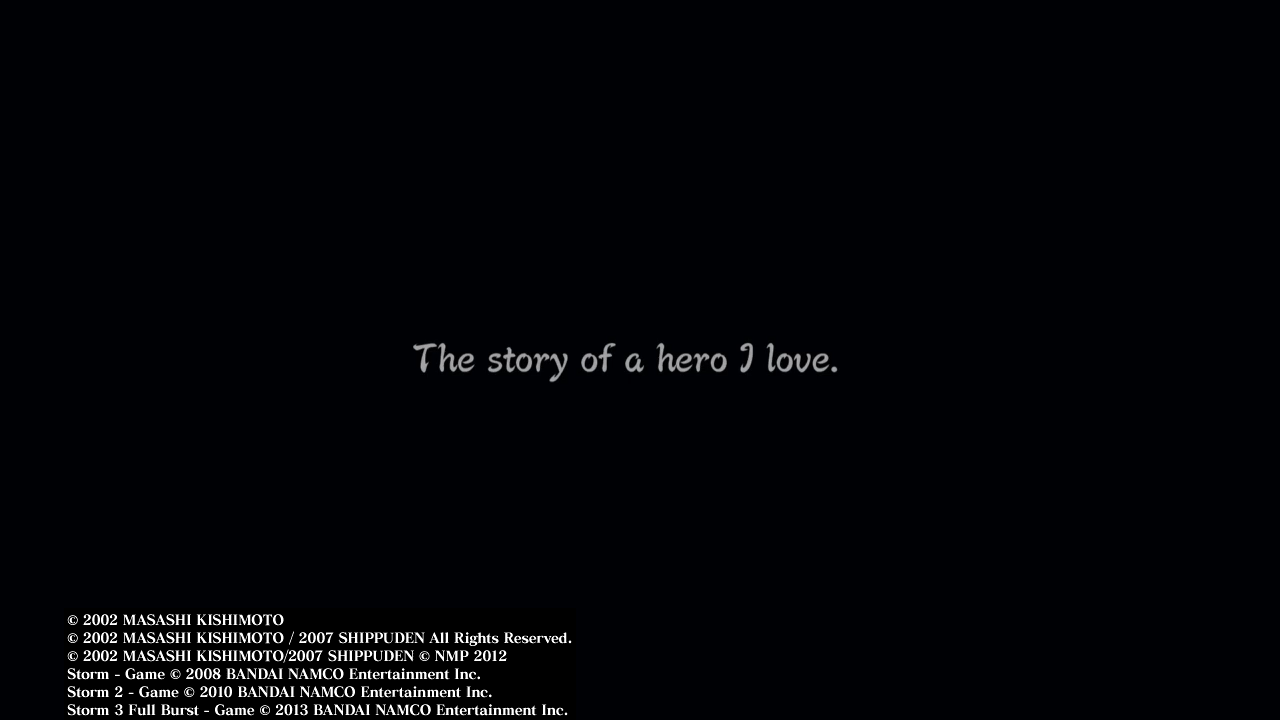 The story of a hero I love.
© 2002 MASASHI KISHIMOTO
© 2002 MASASHI KISHIMOTO / 2007 SHIPPUDEN All Rights Reserved.
© 2002 MASASHI KISHIMOTO/2007 SHIPPUDEN © NMP 2012
Storm - Game © 2008 BANDAI NAMCO Entertainment Inc.
Storm 2 - Game © 2010 BANDAI NAMCO Entertainment Inc.
Storm 3 Full Burst - Game © 2013 BANDAI NAMCO Entertainment Inc.